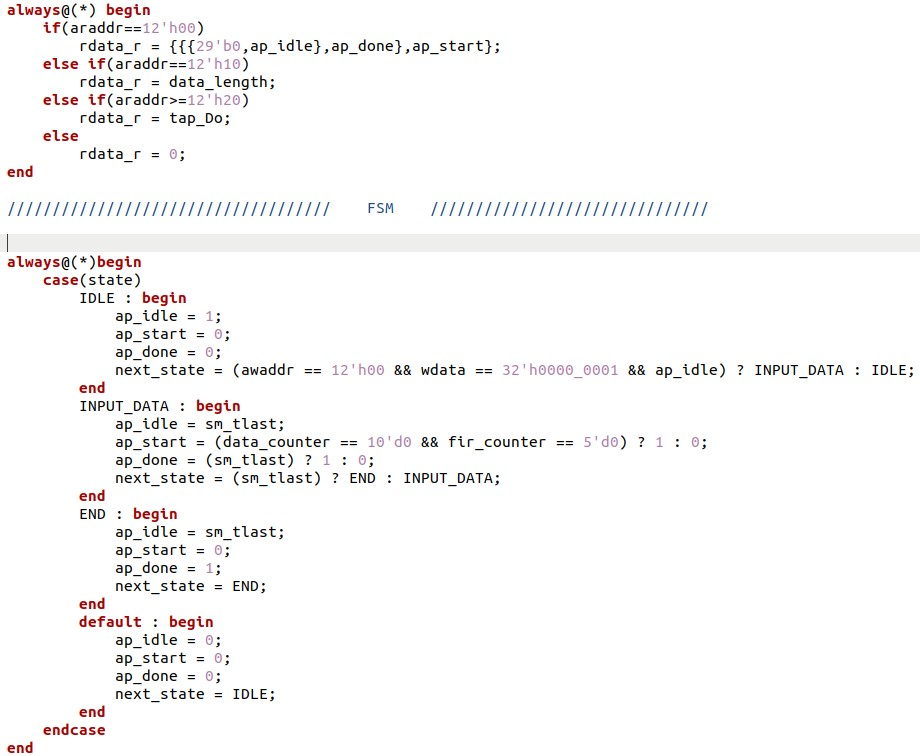 always@(*) begin
    if(araddr==12'h00)
        rdata_r = {{{29'b0,ap_idle},ap_done},ap_start};
    else if(araddr==12'h10)
        rdata_r = data_length;
    else if(araddr>=12'h20)
        rdata_r = tap_Do;
    else
        rdata_r = 0;
end
////////////////////////////////////    FSM    ///////////////////////////////
always@(*)begin
    case(state)
        IDLE : begin
            ap_idle = 1;
            ap_start = 0;
            ap_done = 0;
            next_state = (awaddr == 12'h00 && wdata == 32'h0000_0001 && ap_idle) ? INPUT_DATA : IDLE;
        end
        INPUT_DATA : begin
            ap_idle = sm_tlast;
            ap_start = (data_counter == 10'd0 && fir_counter == 5'd0) ? 1 : 0;
            ap_done = (sm_tlast) ? 1 : 0;
            next_state = (sm_tlast) ? END : INPUT_DATA;
        end
        END : begin
            ap_idle = sm_tlast;
            ap_start = 0;
            ap_done = 1;
            next_state = END;
        end
        default : begin
            ap_idle = 0;
            ap_start = 0;
            ap_done = 0;
            next_state = IDLE;
        end
    endcase
end